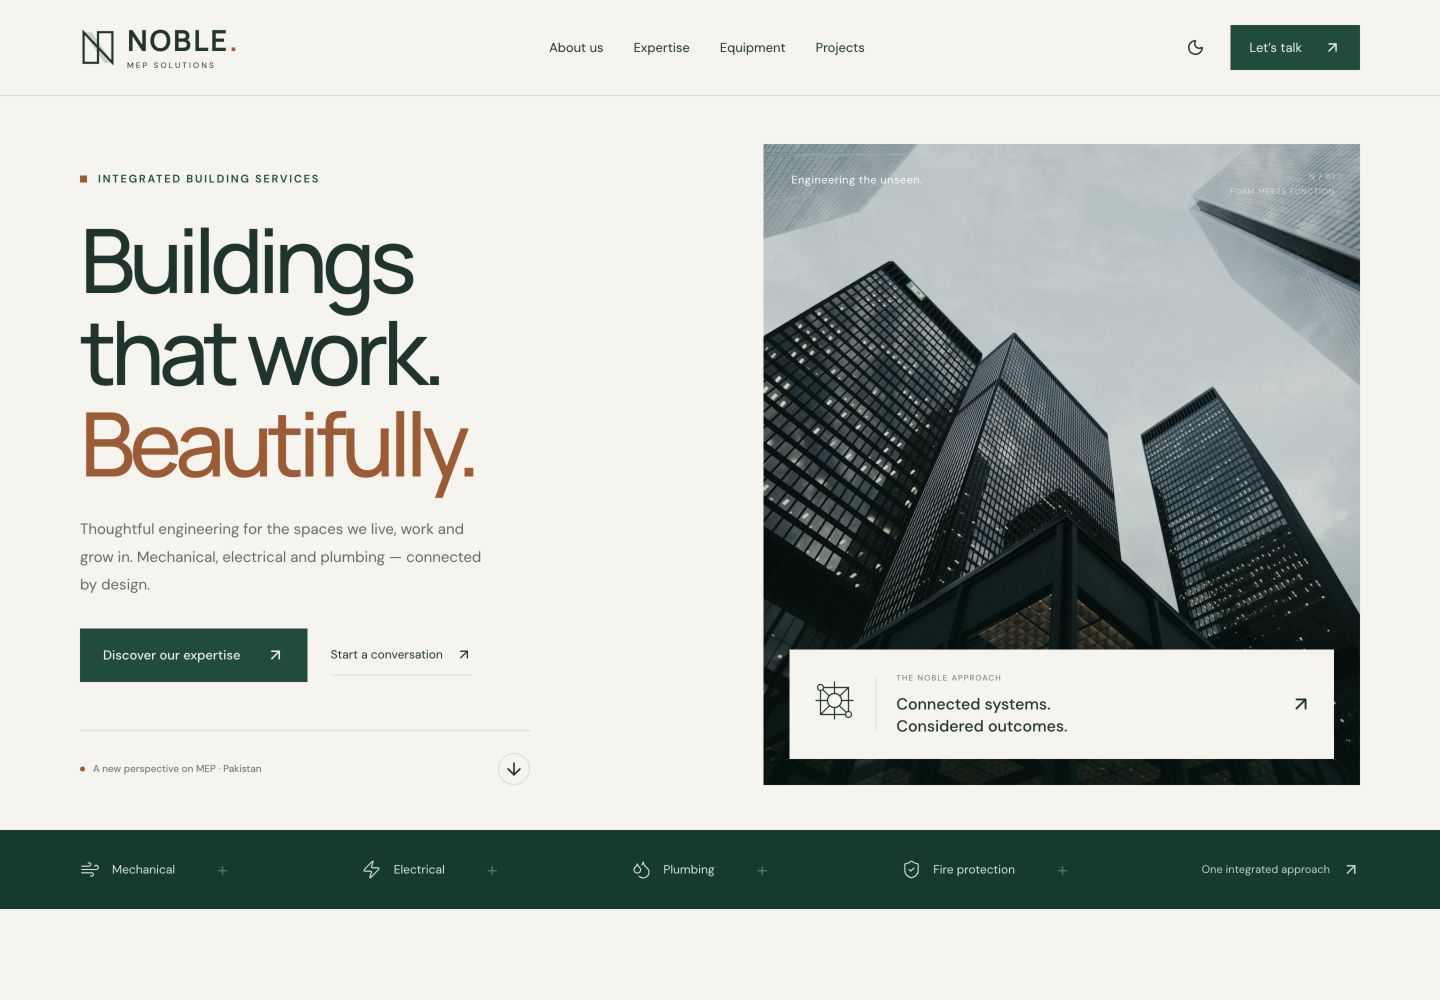 NOBLE.
MEP SOLUTIONS
About us
Expertise
Equipment
Projects
Let's talk
INTEGRATED BUILDING SERVICES
Buildings
that work.
Beautifully.
Thoughtful engineering for the spaces we live, work and
grow in. Mechanical, electrical and plumbing — connected
by design.
Discover our expertise
Start a conversation
A new perspective on MEP · Pakistan
Engineering the unseen.
N / 01
FORM MEETS FUNCTION
THE NOBLE APPROACH
Connected systems.
Considered outcomes.
Mechanical
Electrical
Plumbing
Fire protection
One integrated approach